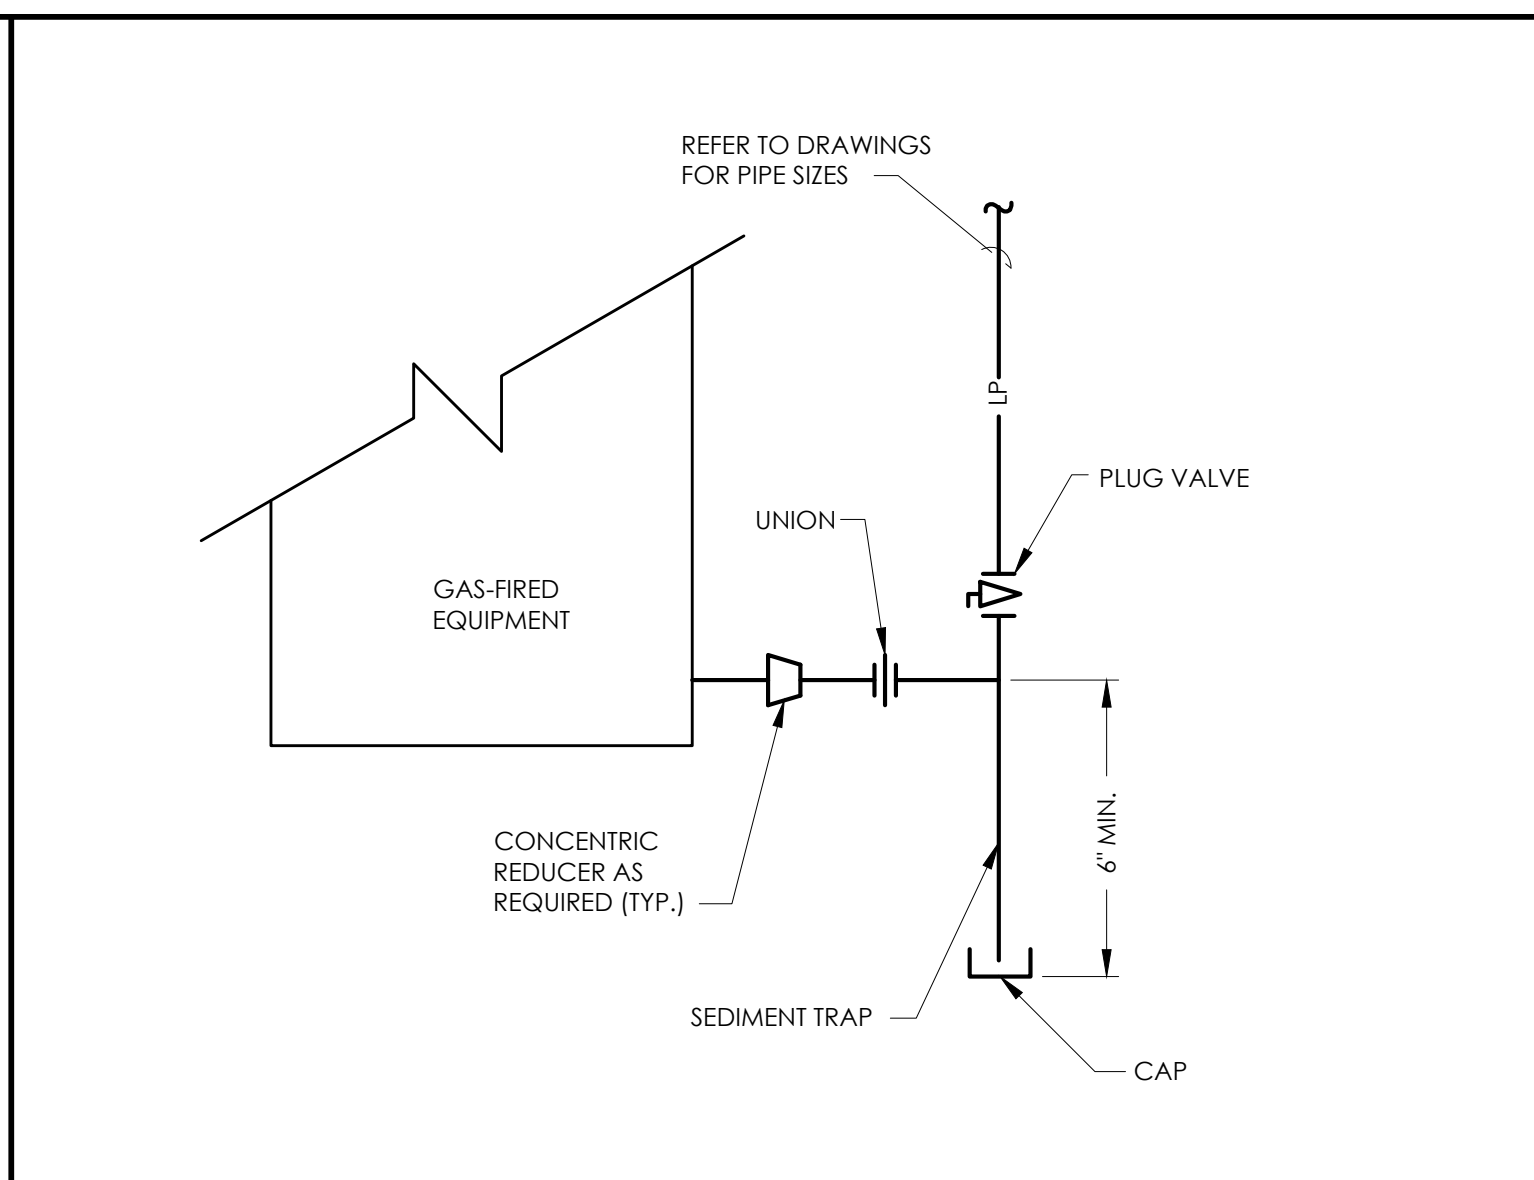 REFER TO DRAWINGS
FOR PIPE SIZES
LP
PLUG VALVE
UNION
GAS-FIRED
EQUIPMENT
6" MIN.
CONCENTRIC
REDUCER AS
REQUIRED (TYP.)
SEDIMENT TRAP
CAP